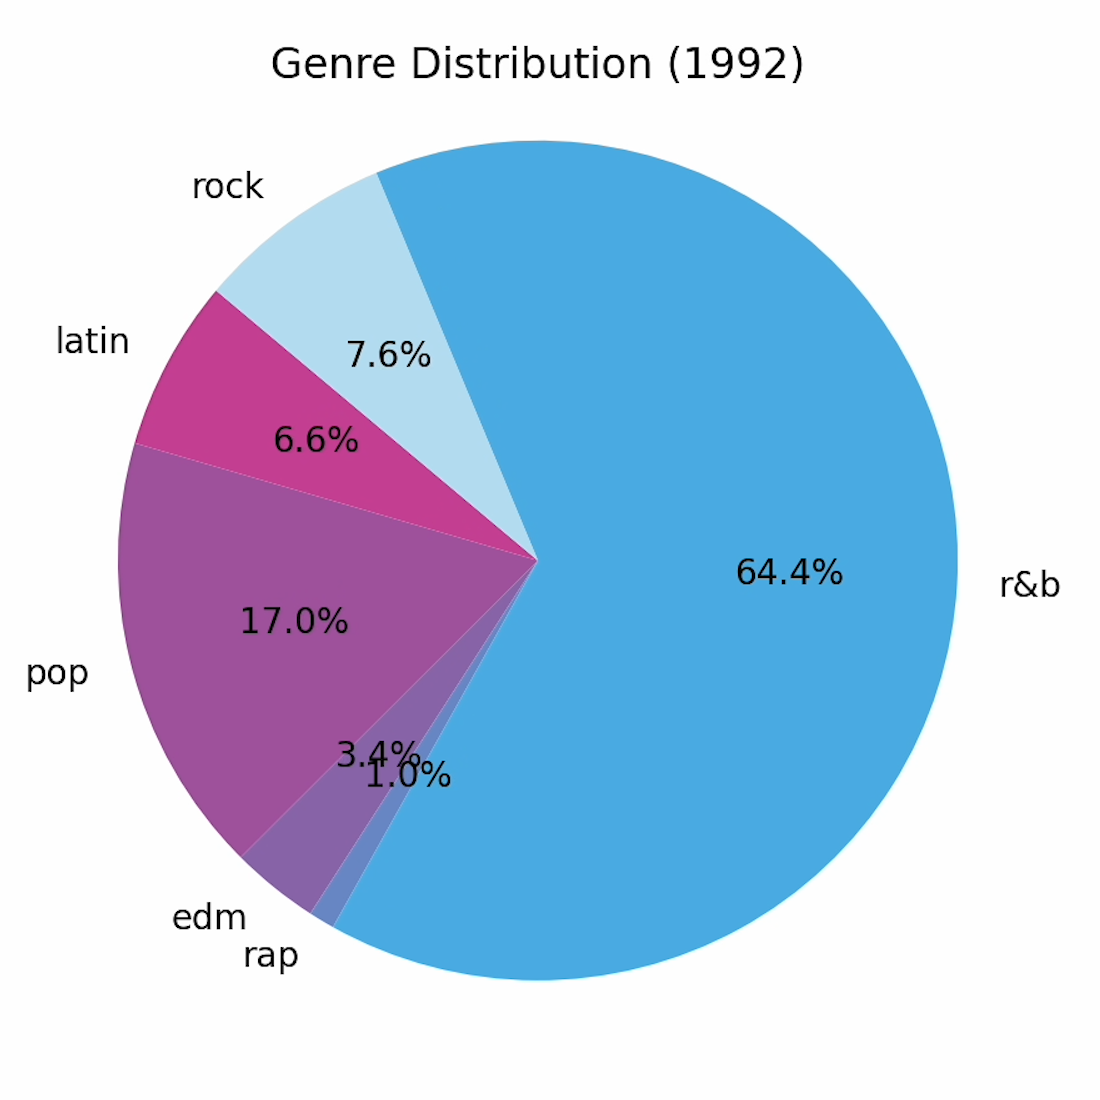 Genre Distribution (1992)
rock
7.6%
latin
6.6%
64.4%
r&b
17.0%
pop
3.4%
1.0%
edm
rap